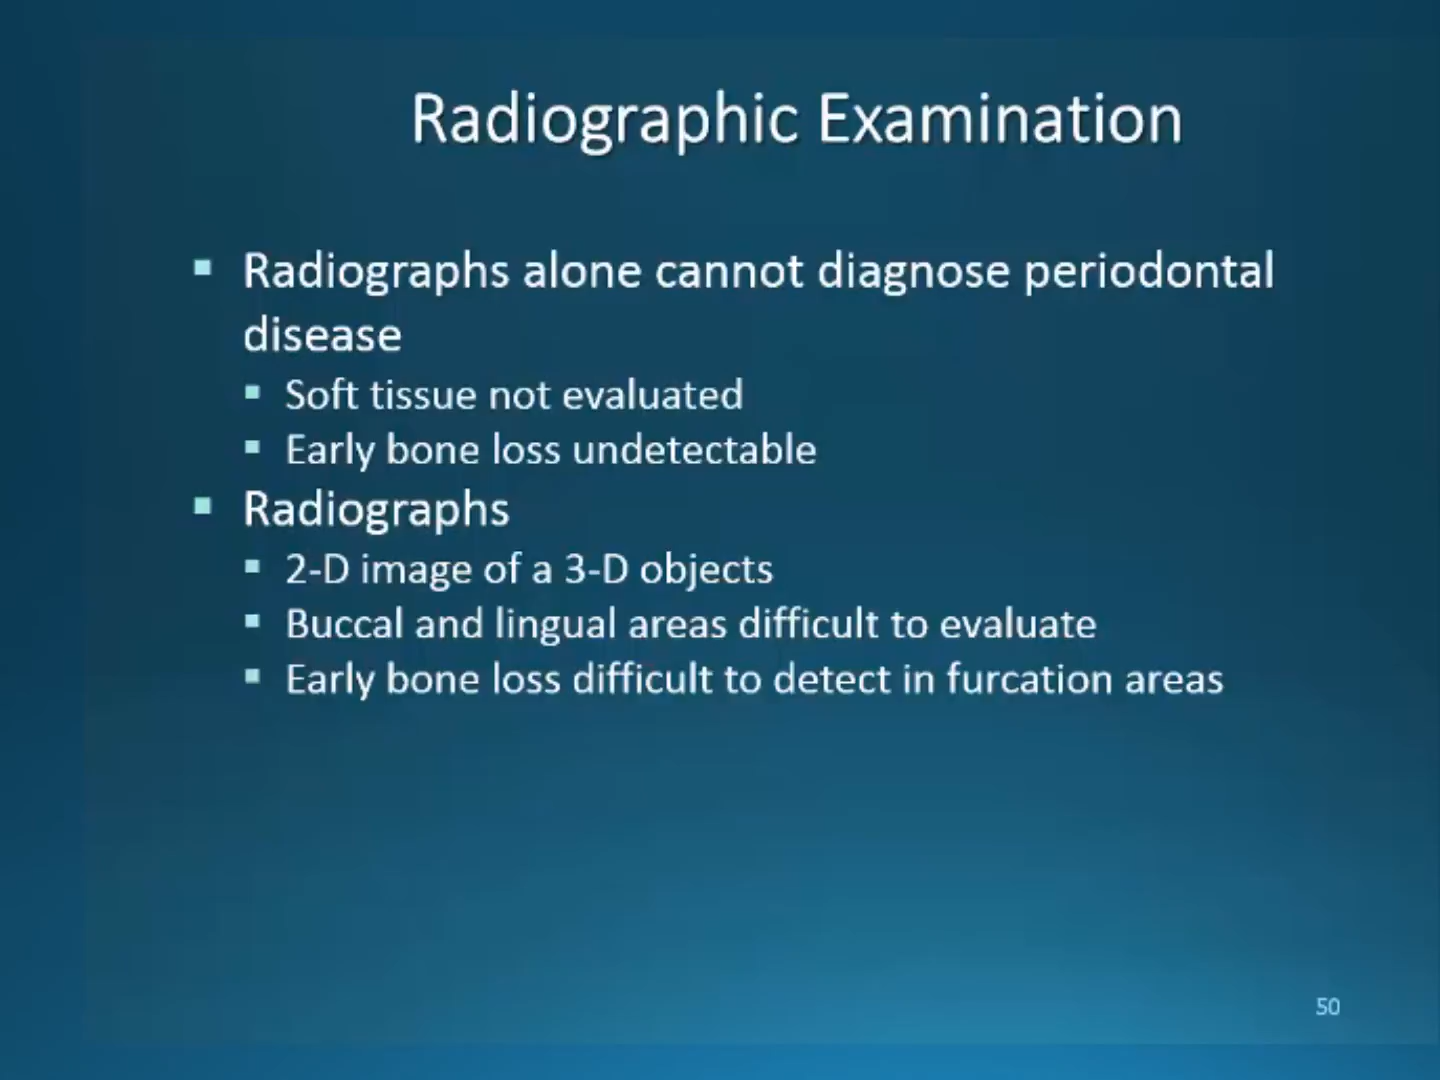 Radiographic Examination
▪ Radiographs alone cannot diagnose periodontal
disease
▪ Soft tissue not evaluated
▪ Early bone loss undetectable
▪ Radiographs
▪ 2-D image of a 3-D objects
▪ Buccal and lingual areas difficult to evaluate
▪ Early bone loss difficult to detect in furcation areas
50